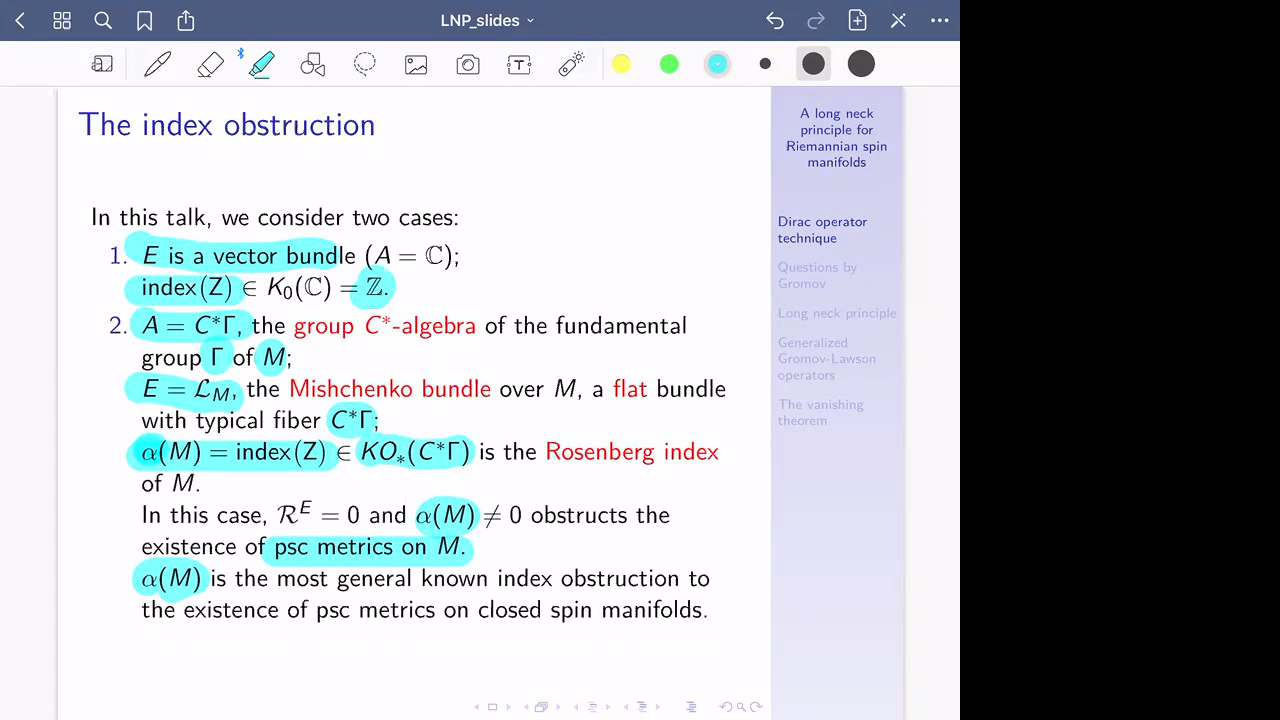 LNP_slides
The index obstruction
In this talk, we consider two cases:
1. E is a vector bundle (A = ℂ);
index(Z) ∈ K₀(ℂ) = ℤ.
2. A = C*Γ, the group C*-algebra of the fundamental
group Γ of M;
E = ℒ_M, the Mishchenko bundle over M, a flat bundle
with typical fiber C*Γ;
α(M) = index(Z) ∈ KO_*(C*Γ) is the Rosenberg index
of M.
In this case, ℛ^E = 0 and α(M) ≠ 0 obstructs the
existence of psc metrics on M.
α(M) is the most general known index obstruction to
the existence of psc metrics on closed spin manifolds.
A long neck
principle for
Riemannian spin
manifolds
Dirac operator
technique
Questions by
Gromov
Long neck principle
Generalized
Gromov-Lawson
operators
The vanishing
theorem